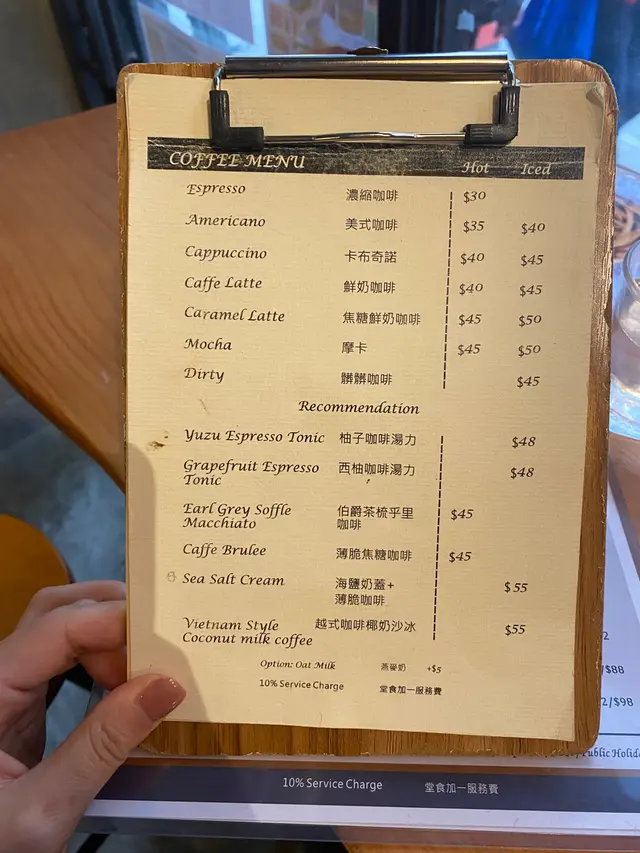 COFFEE MENU Hot Iced
Espresso 濃縮咖啡 $30
Americano 美式咖啡 $35 $40
Cappuccino 卡布奇諾 $40 $45
Caffe Latte 鮮奶咖啡 $40 $45
Caramel Latte 焦糖鮮奶咖啡 $45 $50
Mocha 摩卡 $45 $50
Dirty 髒髒咖啡 $45
Recommendation
Yuzu Espresso Tonic 柚子咖啡湯力 $48
Grapefruit Espresso 西柚咖啡湯力 $48
Tonic
Earl Grey Soffle 伯爵茶梳乎里 $45
Macchiato 咖啡
Caffe Brulee 薄脆焦糖咖啡 $45
Sea Salt Cream 海鹽奶蓋+ $55
薄脆咖啡
Vietnam Style 越式咖啡椰奶沙冰 $55
Coconut milk coffee
Option: Oat Milk 燕麥奶 +$5
10% Service Charge 堂食加一服務費
/$88
2/$98
Public Holida
10% Service Charge 堂食加一服務費